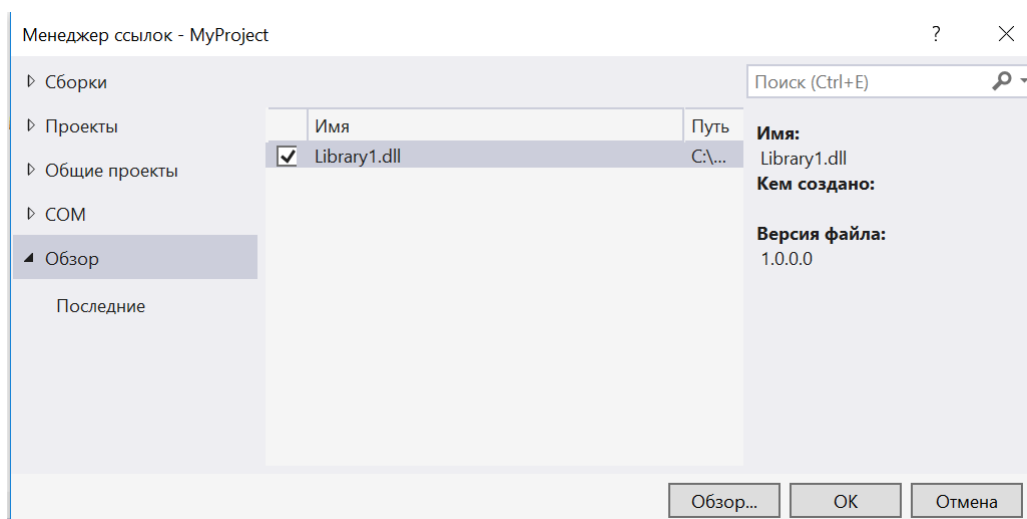 Менеджер ссылок - MyProject
?
Сборки
Проекты
Общие проекты
COM
Обзор
Последние
Имя Путь
Library1.dll C:\...
Поиск (Ctrl+E)
Имя:
Library1.dll
Кем создано:
Версия файла:
1.0.0.0
Обзор... OK Отмена